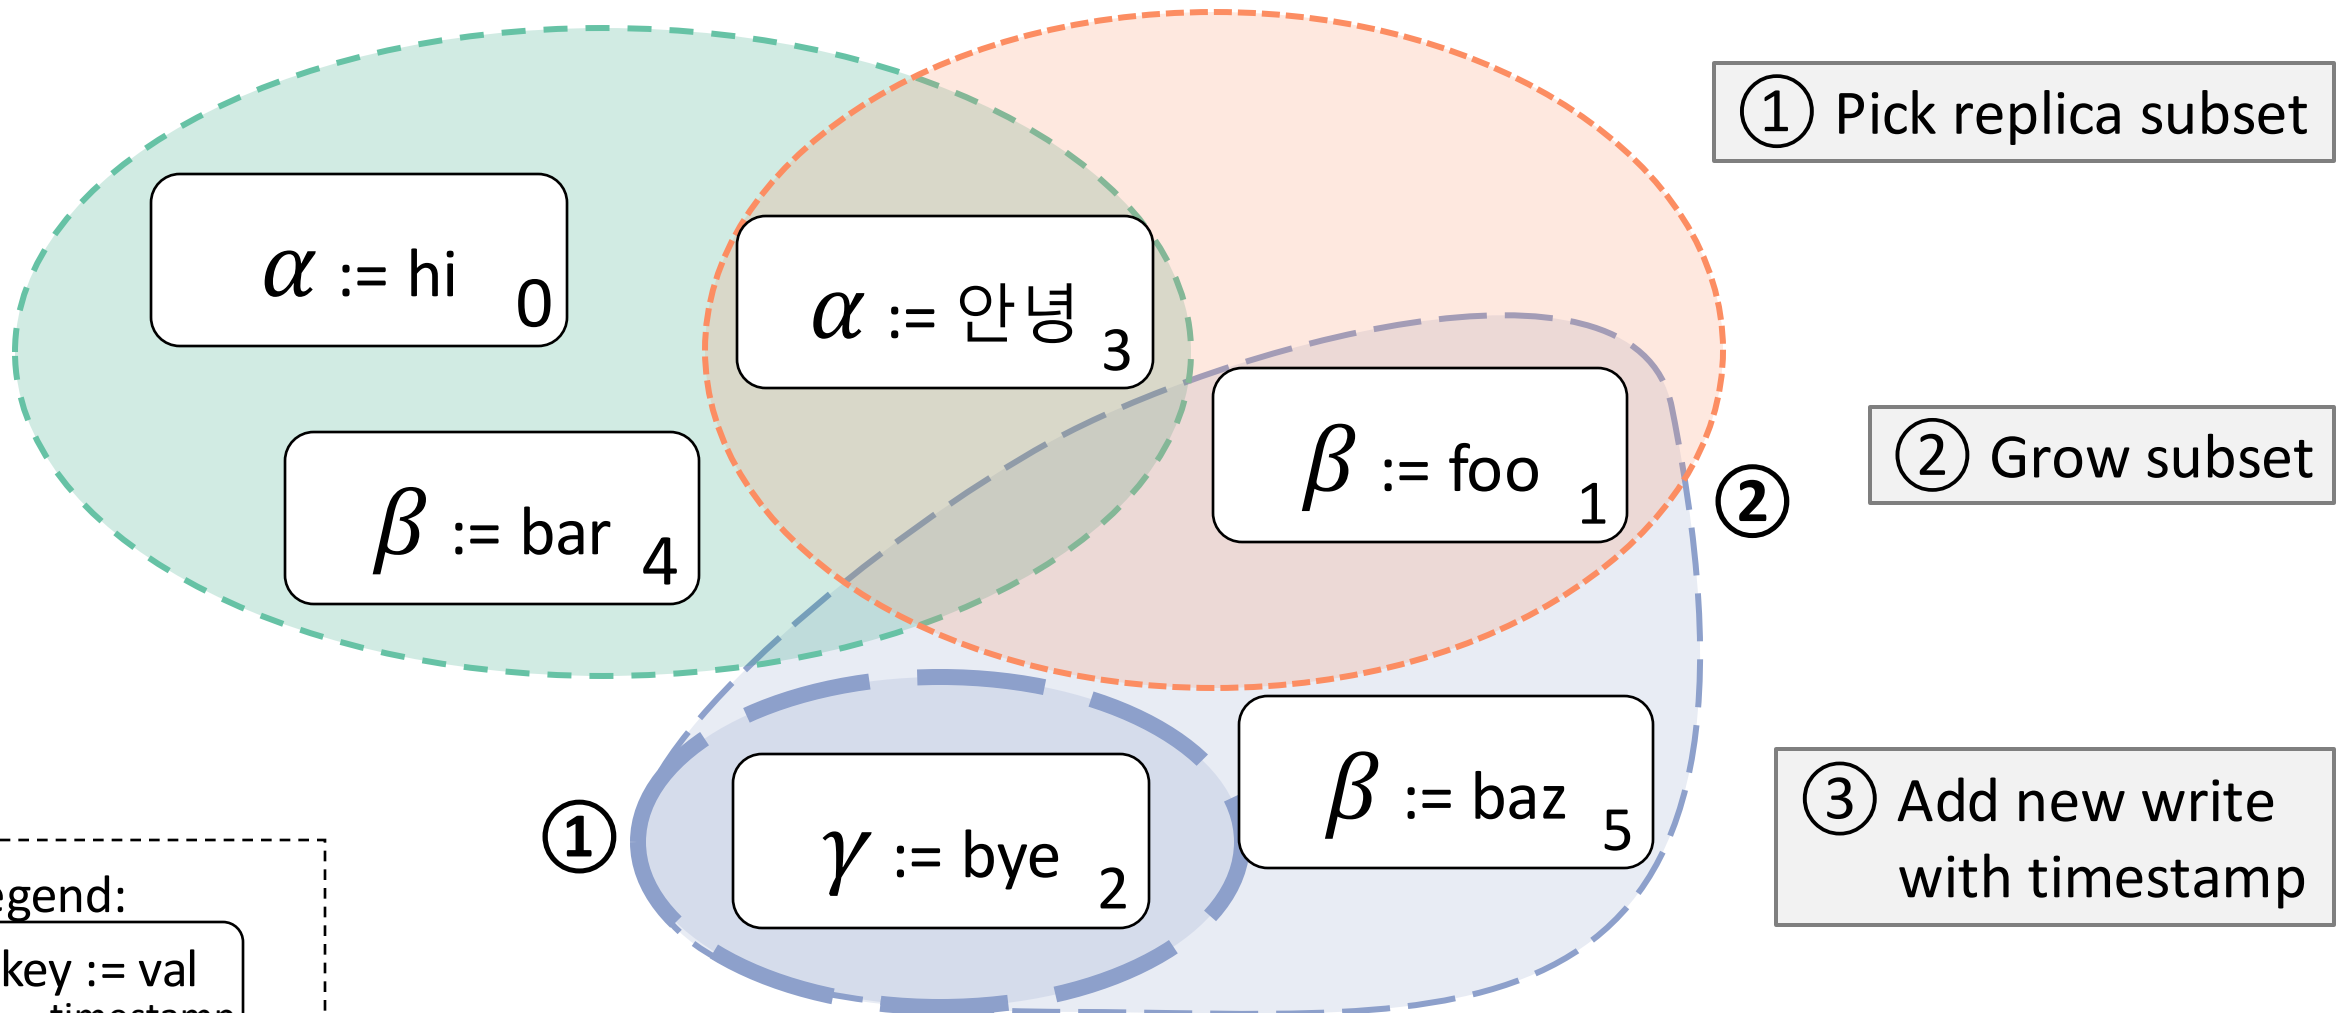 ① Pick replica subset
α := hi 0
α := 안녕 3
β := foo 1
② Grow subset
②
β := bar 4
β := baz 5
③ Add new write
with timestamp
①
γ := bye 2
egend:
key := val
timestamp